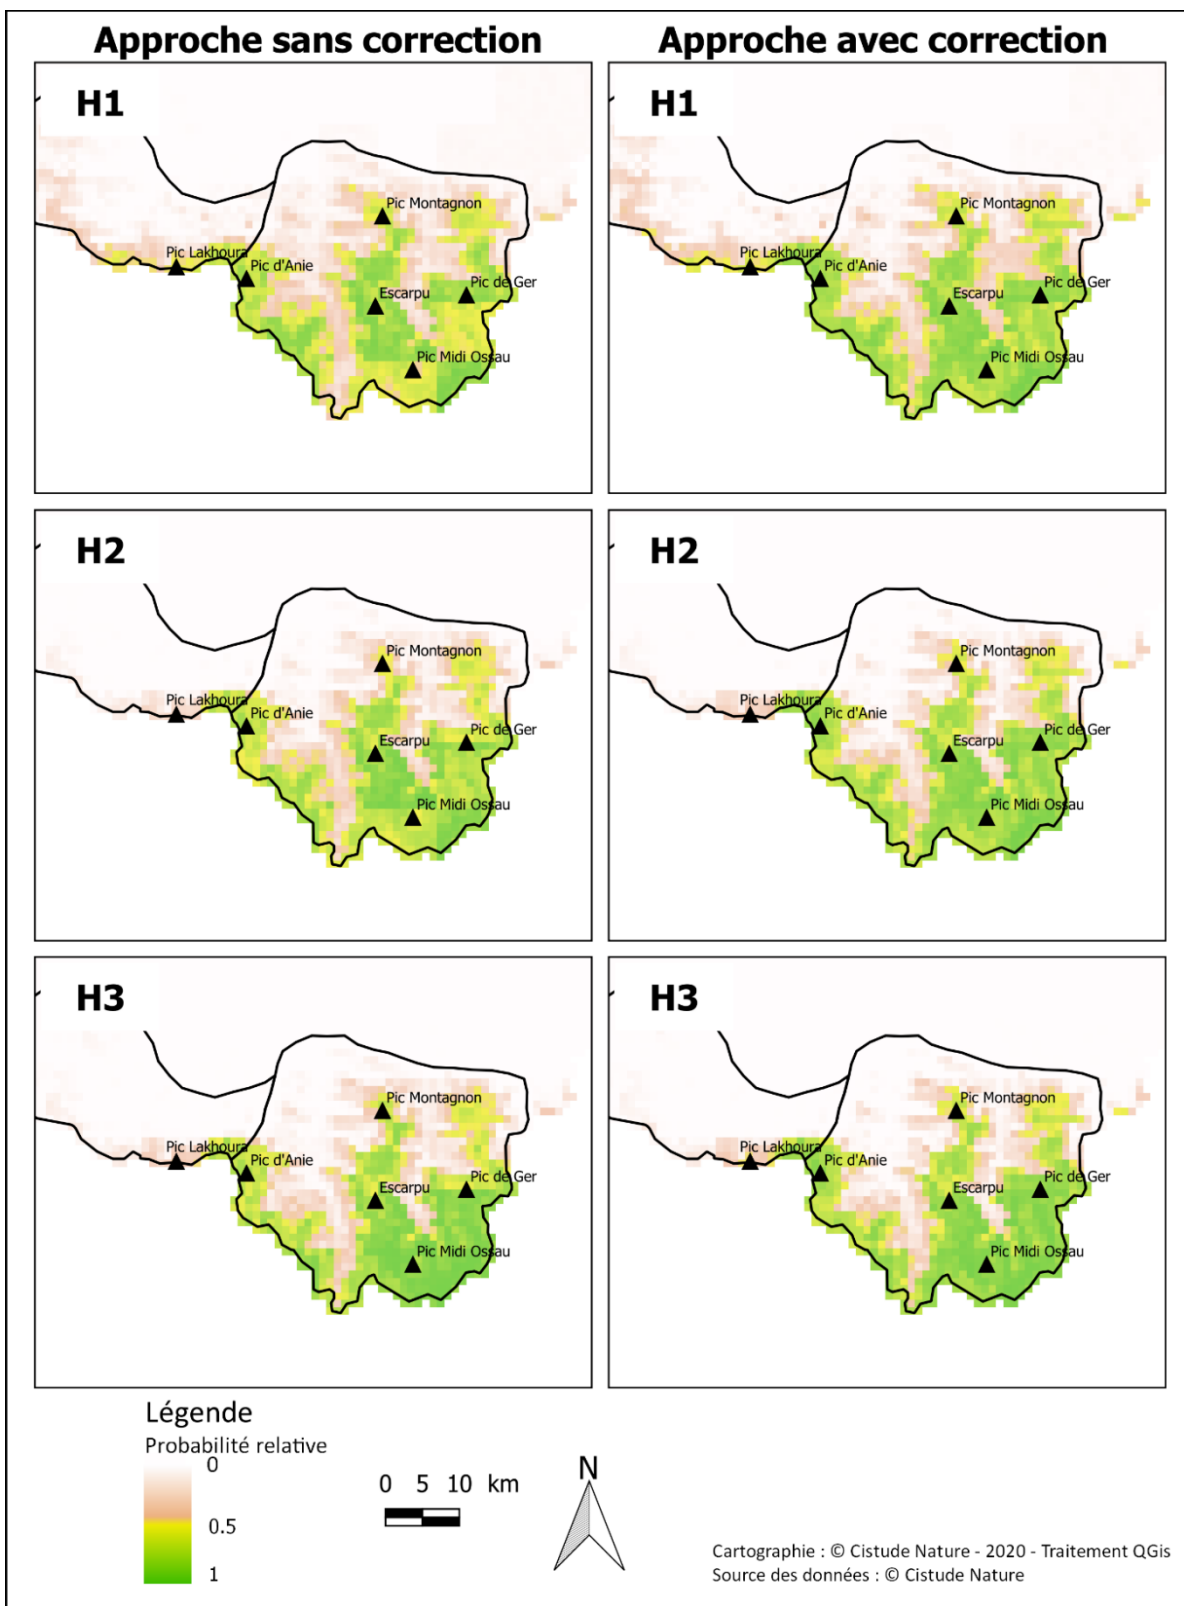 Approche sans correction
Approche avec correction
H1
Pic Montagnon
Pic Lakhoura
Pic d'Anie
Pic de Ger
Escarpu
Pic Midi Ossau
H1
Pic Montagnon
Pic Lakhoura
Pic d'Anie
Pic de Ger
Escarpu
Pic Midi Ossau
H2
Pic Montagnon
Pic Lakhoura
Pic d'Anie
Pic de Ger
Escarpu
Pic Midi Ossau
H2
Pic Montagnon
Pic Lakhoura
Pic d'Anie
Pic de Ger
Escarpu
Pic Midi Ossau
H3
Pic Montagnon
Pic Lakhoura
Pic d'Anie
Pic de Ger
Escarpu
Pic Midi Ossau
H3
Pic Montagnon
Pic Lakhoura
Pic d'Anie
Pic de Ger
Escarpu
Pic Midi Ossau
Légende
Probabilité relative
0
0.5
1
0 5 10 km
N
Cartographie : © Cistude Nature - 2020 - Traitement QGis
Source des données : © Cistude Nature